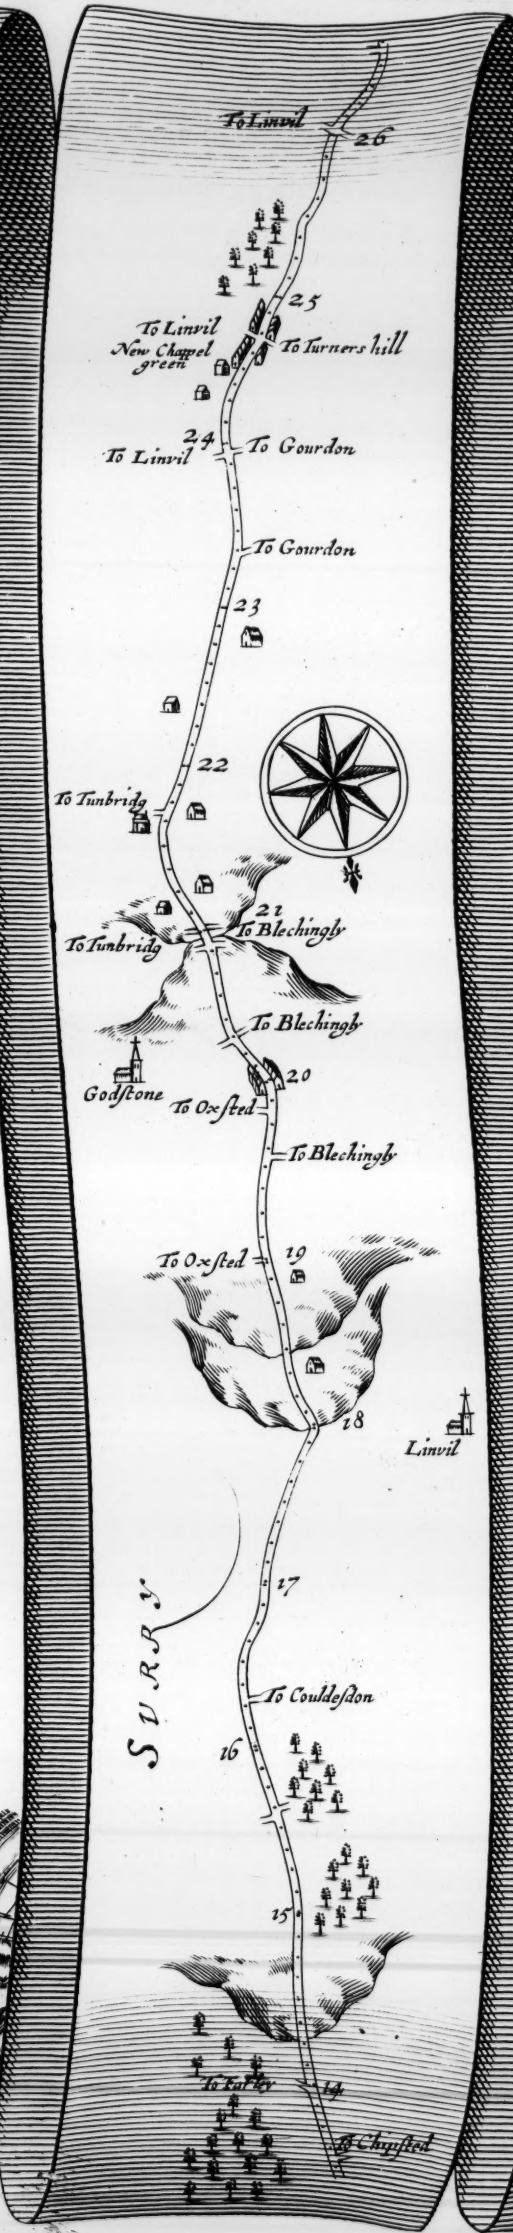 To Linvil
26
25
To Linvil
New Chappel
green
To Turners hill
24
To Linvil
To Gourdon
To Gourdon
23
22
To Tunbridg
21
To Blechingly
To Tunbridg
To Blechingly
20
Godstone
To Oxsted
To Blechingly
19
To Oxsted
18
Linvil
17
SURRY
To Couldesdon
16
15
14
To Farley
To Chipsted